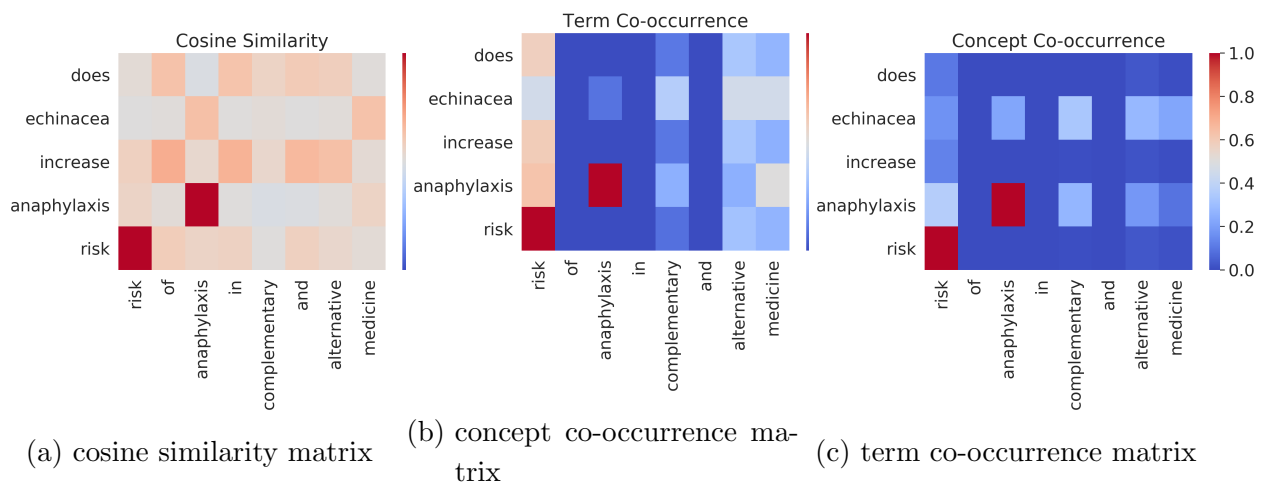 Cosine Similarity
does
echinacea
increase
anaphylaxis
risk
risk
of
anaphylaxis
in
complementary
and
alternative
medicine
(a) cosine similarity matrix
Term Co-occurrence
does
echinacea
increase
anaphylaxis
risk
risk
of
anaphylaxis
in
complementary
and
alternative
medicine
(b) concept co-occurrence ma-
trix
Concept Co-occurrence
does
echinacea
increase
anaphylaxis
risk
risk
of
anaphylaxis
in
complementary
and
alternative
medicine
1.0
0.8
0.6
0.4
0.2
0.0
(c) term co-occurrence matrix